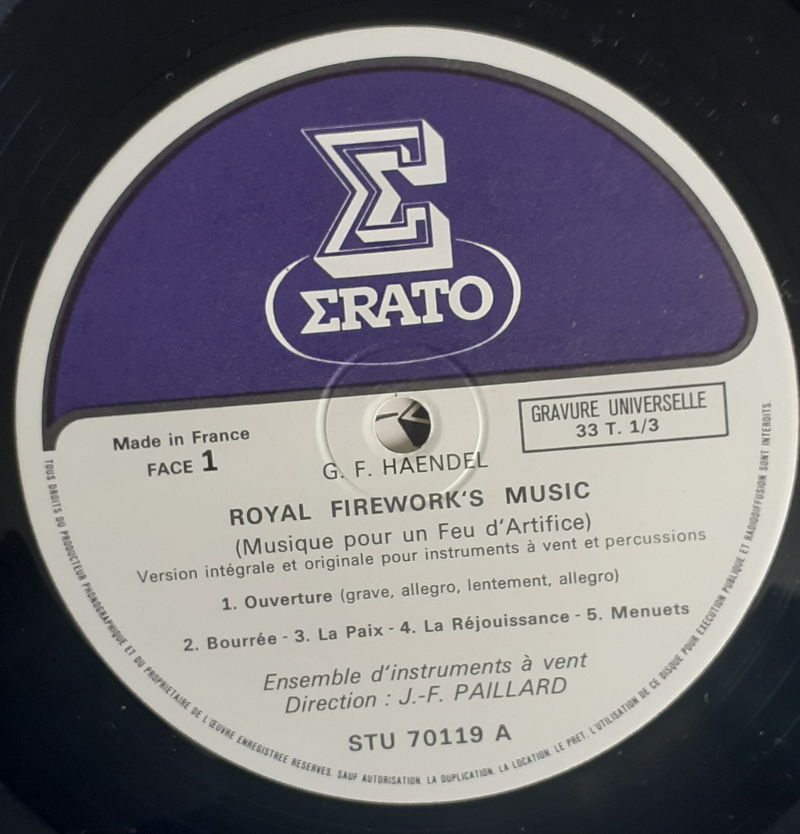 ΣRATO
Made in France
FACE 1
GRAVURE UNIVERSELLE
33 T. 1/3
G. F. HAENDEL
ROYAL FIREWORK'S MUSIC
(Musique pour un Feu d'Artifice)
Version intégrale et originale pour instruments à vent et percussions
1. Ouverture (grave, allegro, lentement, allegro)
2. Bourrée - 3. La Paix - 4. La Réjouissance - 5. Menuets
Ensemble d'instruments à vent
Direction : J.-F. PAILLARD
STU 70119 A
TOUS DROITS DU PRODUCTEUR PHONOGRAPHIQUE ET DU PROPRIETAIRE DE L'ŒUVRE ENREGISTREE RESERVES. SAUF AUTORISATION LA DUPLICATION, LA LOCATION, LE PRET, L'UTILISATION DE CE DISQUE POUR EXECUTION PUBLIQUE ET RADIODIFFUSION SONT INTERDITS.